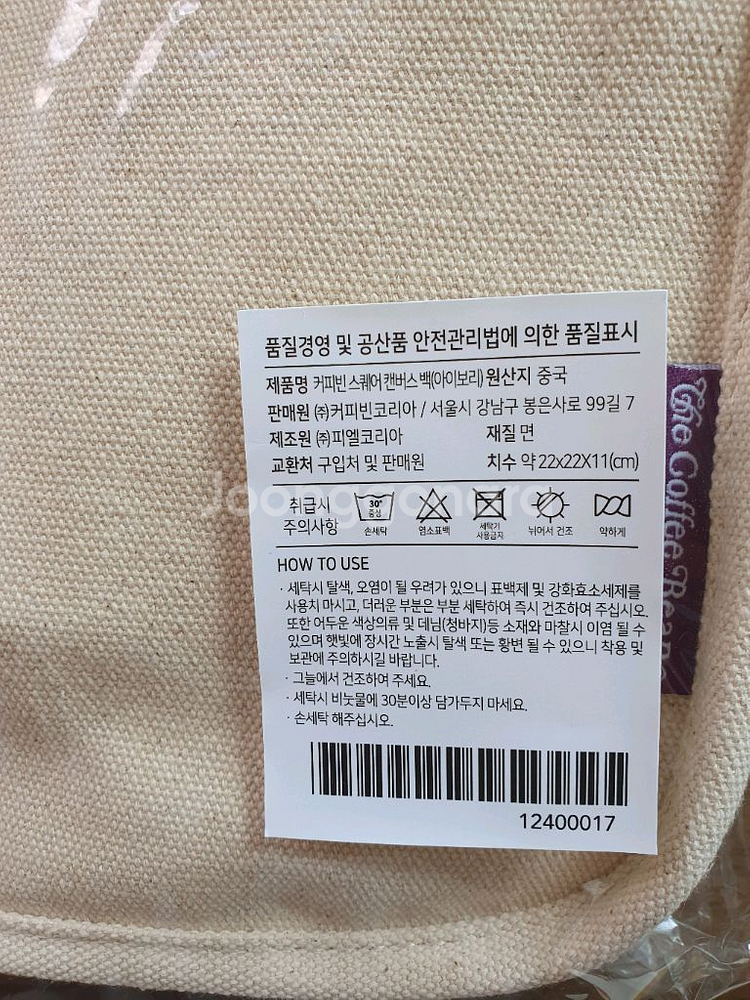 품질경영 및 공산품 안전관리법에 의한 품질표시
제품명 커피빈 스퀘어 캔버스 백(아이보리) 원산지 중국
판매원 ㈜커피빈코리아 / 서울시 강남구 봉은사로 99길 7
제조원 ㈜피엘코리아 재질 면
교환처 구입처 및 판매원 치수 약 22x22X11(cm)
취급시 주의사항
30° 중성
손세탁 염소표백 세탁기 사용금지 뉘어서 건조 약하게
HOW TO USE
· 세탁시 탈색, 오염이 될 우려가 있으니 표백제 및 강화효소세제를
사용치 마시고, 더러운 부분은 부분 세탁하여 즉시 건조하여 주십시오.
또한 어두운 색상의류 및 데님(청바지)등 소재와 마찰시 이염 될 수
있으며 햇빛에 장시간 노출시 탈색 또는 황변 될 수 있으니 착용 및
보관에 주의하시길 바랍니다.
· 그늘에서 건조하여 주세요.
· 세탁시 비눗물에 30분이상 담가두지 마세요.
· 손세탁 해주십시오.
12400017
The Coffee Bean
Joongonara